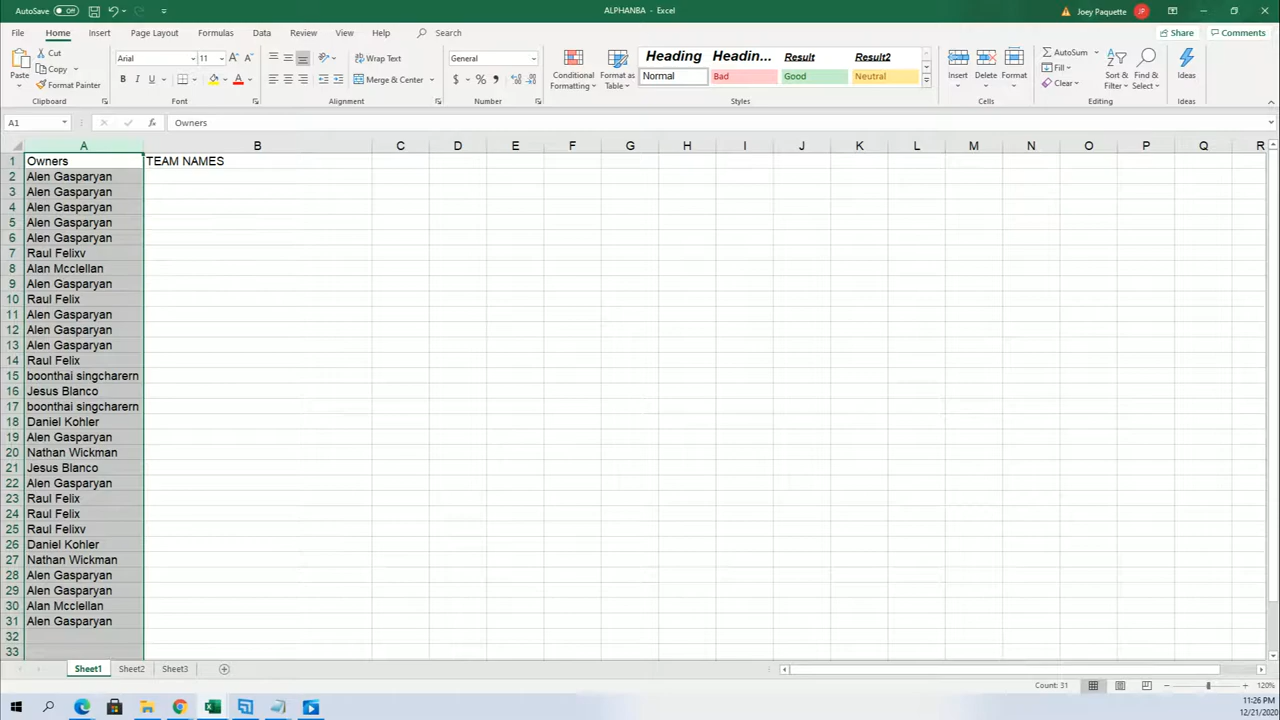 AutoSave Off
ALPHANBA - Excel
Joey Paquette JP
File Home Insert Page Layout Formulas Data Review View Help Search
Share Comments
Paste
Cut
Copy
Format Painter
Clipboard
Arial 11
B I U
Font
Wrap Text
Merge & Center
Alignment
General
$ % 9
Number
Conditional Formatting
Format as Table
Heading Headin... Result Result2
Normal Bad Good Neutral
Styles
Insert Delete Format
Cells
AutoSum
Fill
Clear
Sort & Filter
Find & Select
Editing
Ideas
Ideas
A1 fx Owners
A B C D E F G H I J K L M N O P Q R
1 Owners TEAM NAMES
2 Alen Gasparyan
3 Alen Gasparyan
4 Alen Gasparyan
5 Alen Gasparyan
6 Alen Gasparyan
7 Raul Felixv
8 Alan Mcclellan
9 Alen Gasparyan
10 Raul Felix
11 Alen Gasparyan
12 Alen Gasparyan
13 Alen Gasparyan
14 Raul Felix
15 boonthai singcharern
16 Jesus Blanco
17 boonthai singcharern
18 Daniel Kohler
19 Alen Gasparyan
20 Nathan Wickman
21 Jesus Blanco
22 Alen Gasparyan
23 Raul Felix
24 Raul Felix
25 Raul Felixv
26 Daniel Kohler
27 Nathan Wickman
28 Alen Gasparyan
29 Alen Gasparyan
30 Alan Mcclellan
31 Alen Gasparyan
32
33
Sheet1 Sheet2 Sheet3
Count: 31 120%
11:26 PM
12/21/2020